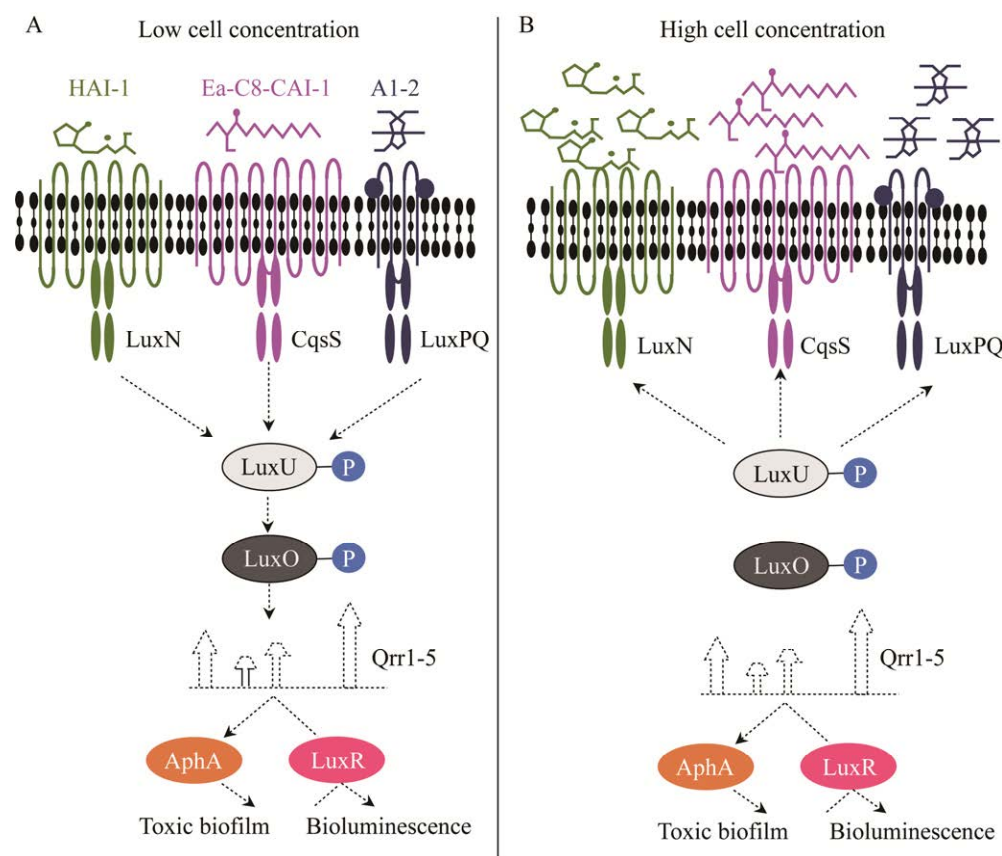 A
Low cell concentration
HAI-1
Ea-C8-CAI-1
A1-2
LuxN
CqsS
LuxPQ
LuxU
P
LuxO
P
Qrr1-5
AphA
LuxR
Toxic biofilm
Bioluminescence
B
High cell concentration
LuxN
CqsS
LuxPQ
LuxU
P
LuxO
P
Qrr1-5
AphA
LuxR
Toxic biofilm
Bioluminescence